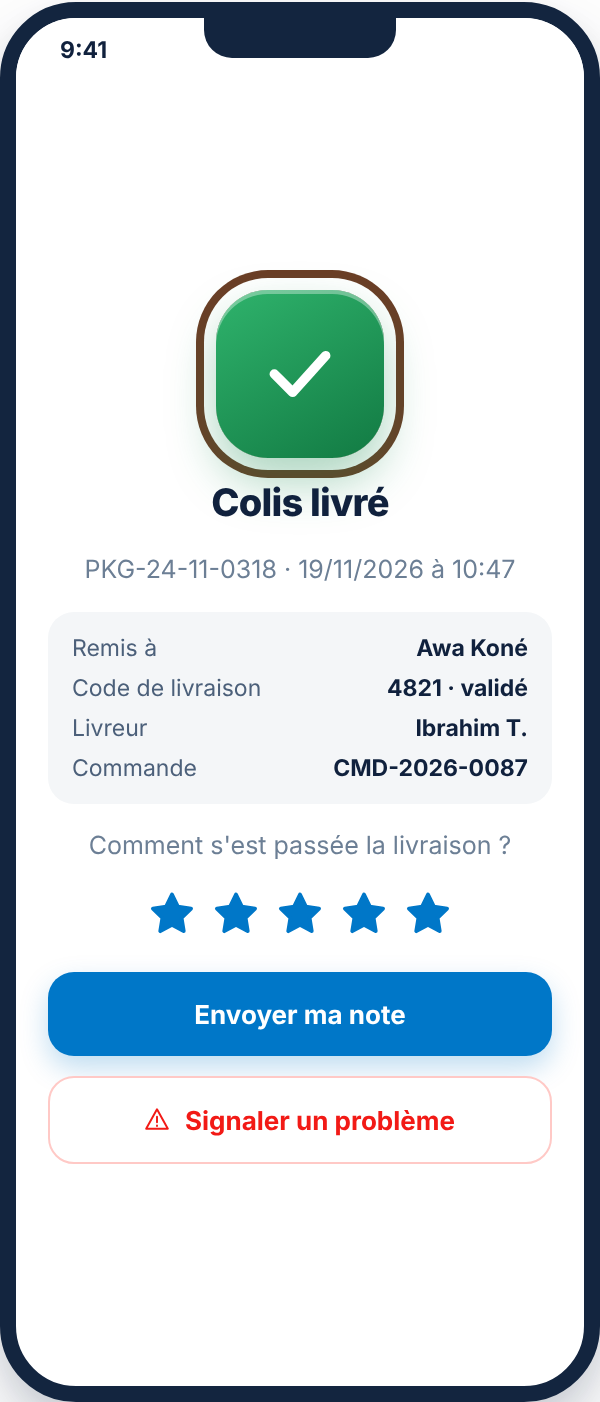 9:41
Colis livré
PKG-24-11-0318 · 19/11/2026 à 10:47
Remis à Awa Koné
Code de livraison 4821 · validé
Livreur Ibrahim T.
Commande CMD-2026-0087
Comment s'est passée la livraison ?
Envoyer ma note
Signaler un problème